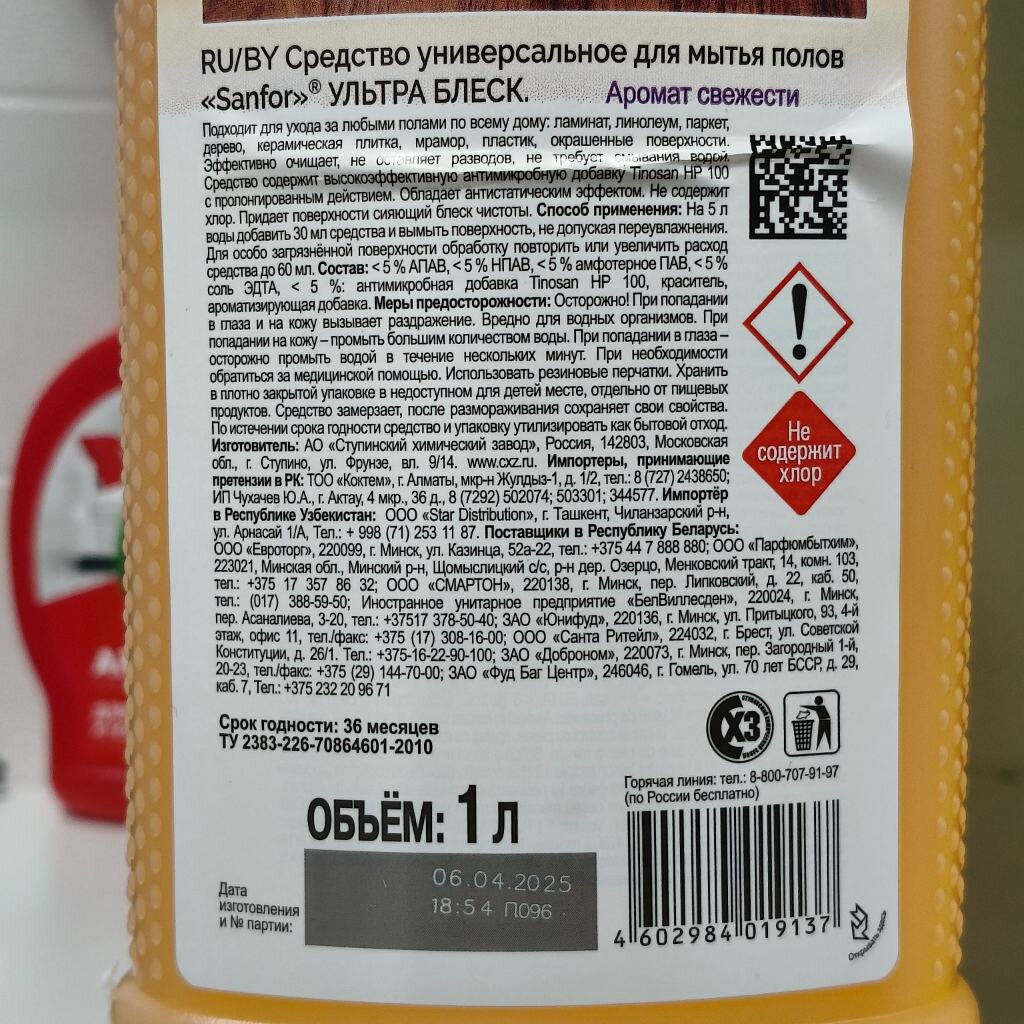 RU/BY Средство универсальное для мытья полов
«Sanfor»® УЛЬТРА БЛЕСК. Аромат свежести
Подходит для ухода за любыми полами по всему дому: ламинат, линолеум, паркет,
дерево, керамическая плитка, мрамор, пластик, окрашенные поверхности.
Эффективно очищает, не оставляет разводов, не требует смывания водой.
Средство содержит высокоэффективную антимикробную добавку Tinosan HP 100
с пролонгированным действием. Обладает антистатическим эффектом. Не содержит
хлор. Придает поверхности сияющий блеск чистоты. Способ применения: На 5 л
воды добавить 30 мл средства и вымыть поверхность, не допуская переувлажнения.
Для особо загрязнённой поверхности обработку повторить или увеличить расход
средства до 60 мл. Состав: < 5 % АПАВ, < 5 % НПАВ, < 5 % амфотерное ПАВ, < 5 %
соль ЭДТА, < 5 %: антимикробная добавка Tinosan HP 100, краситель,
ароматизирующая добавка. Меры предосторожности: Осторожно! При попадании
в глаза и на кожу вызывает раздражение. Вредно для водных организмов. При
попадании на кожу – промыть большим количеством воды. При попадании в глаза –
осторожно промыть водой в течение нескольких минут. При необходимости
обратиться за медицинской помощью. Использовать резиновые перчатки. Хранить
в плотно закрытой упаковке в недоступном для детей месте, отдельно от пищевых
продуктов. Средство замерзает, после размораживания сохраняет свои свойства.
По истечении срока годности средство и упаковку утилизировать как бытовой отход.
Изготовитель: АО «Ступинский химический завод», Россия, 142803, Московская
обл., г. Ступино, ул. Фрунзе, вл. 9/14. www.cxz.ru. Импортеры, принимающие
претензии в РК: ТОО «Коктем», г. Алматы, мкр-н Жулдыз-1, д. 1/2, тел.: 8 (727) 2438650;
ИП Чухачев Ю.А., г. Актау, 4 мкр., 36 д., 8 (7292) 502074; 503301; 344577. Импортёр
в Республике Узбекистан: ООО «Star Distribution», г. Ташкент, Чиланзарский р-н,
ул. Арнасай 1/А, Тел.: + 998 (71) 253 11 87. Поставщики в Республику Беларусь:
ООО «Евроторг», 220099, г. Минск, ул. Казинца, 52а-22, тел.: +375 44 7 888 880; ООО «Парфюмбытхим»,
223021, Минская обл., Минский р-н, Щомыслицкий с/с, р-н дер. Озерцо, Менковский тракт, 14, комн. 103,
тел.: +375 17 357 86 32; ООО «СМАРТОН», 220138, г. Минск, пер. Липковский, д. 22, каб. 50,
тел.: (017) 388-59-50; Иностранное унитарное предприятие «БелВиллесден», 220024, г. Минск,
пер. Асаналиева, 3-20, тел.: +37517 378-50-40; ЗАО «Юнифуд», 220136, г. Минск, ул. Притыцкого, 93, 4-й
этаж, офис 11, тел./факс: +375 (17) 308-16-00; ООО «Санта Ритейл», 224032, г. Брест, ул. Советской
Конституции, д. 26/1. Тел.: +375-16-22-90-100; ЗАО «Доброном», 220073, г. Минск, пер. Загородный 1-й,
20-23, тел./факс: +375 (29) 144-70-00; ЗАО «Фуд Баг Центр», 246046, г. Гомель, ул. 70 лет БССР, д. 29,
каб. 7, Тел.: +375 232 20 96 71
Не
содержит
хлор
Срок годности: 36 месяцев
ТУ 2383-226-70864601-2010
ХЗ
Горячая линия: тел.: 8-800-707-91-97
(по России бесплатно)
ОБЪЁМ: 1 л
Дата
изготовления
и № партии:
06.04.2025
18:54 П096
4 602984 019137
Открывать здесь